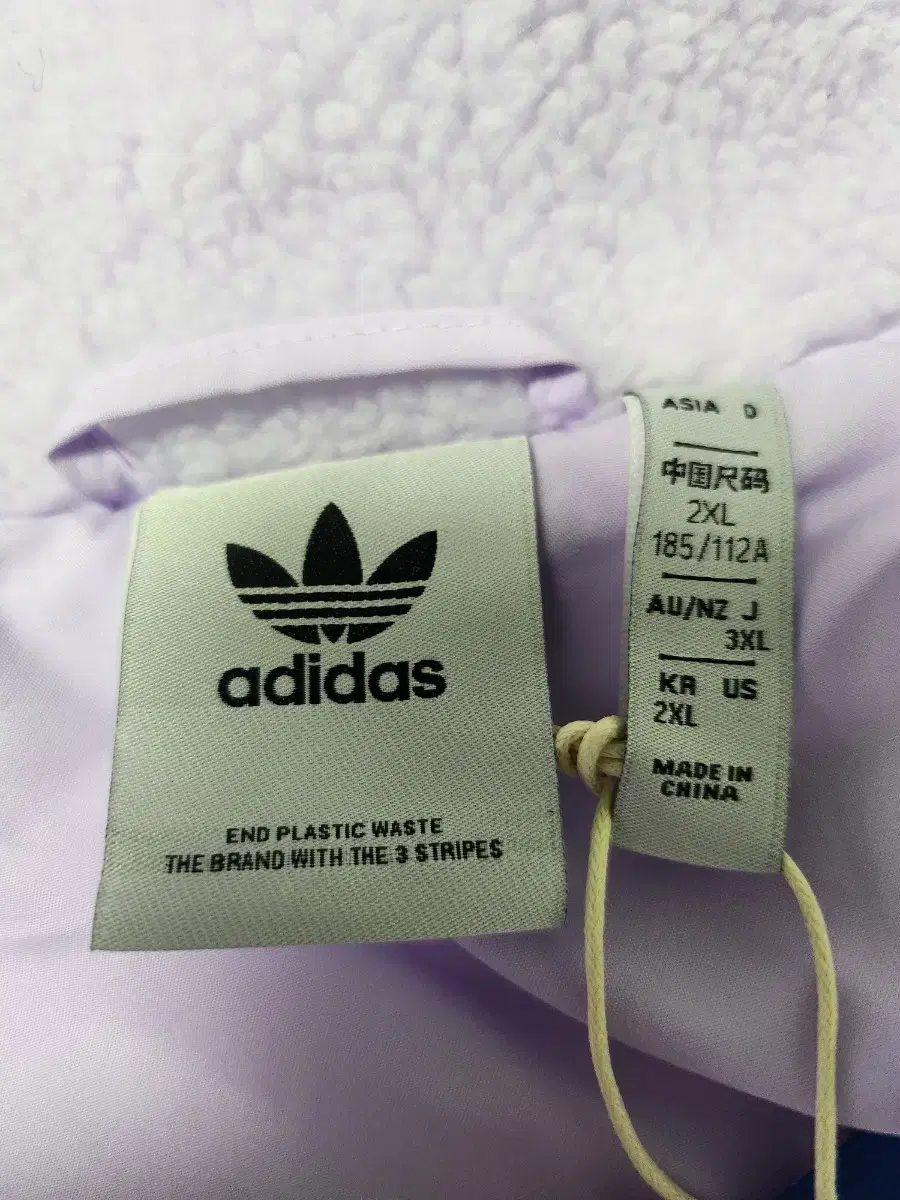 adidas
END PLASTIC WASTE
THE BRAND WITH THE 3 STRIPES
ASIA D
中国尺码
2XL
185/112A
AU/NZ J
3XL
KR US
2XL
MADE IN
CHINA